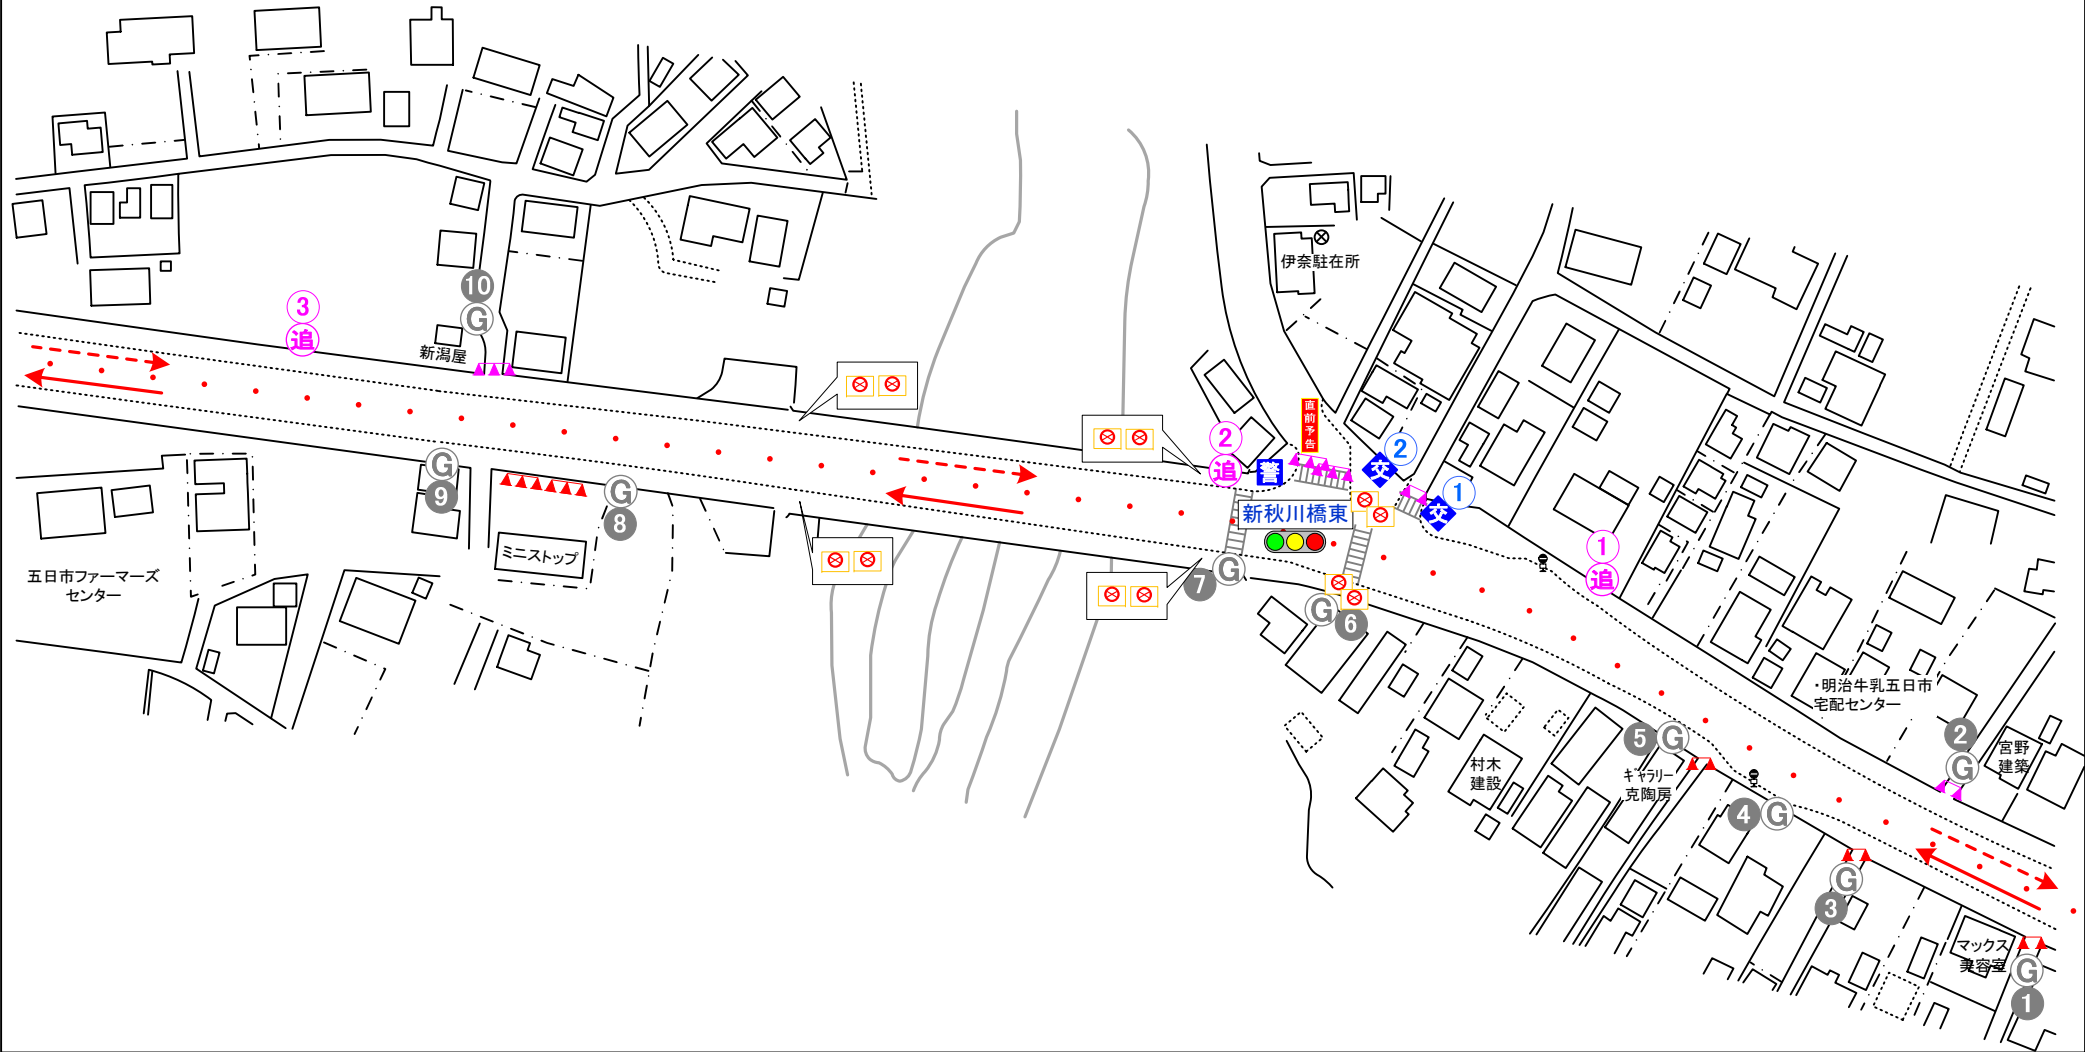 伊奈駐在所
10
G
3
追
新潟屋
直前予告
2
追
警
交
2
1
交
新秋川橋東
G
9
G
8
ミニストップ
五日市ファーマーズ
センター
1
追
7
G
G
6
・明治牛乳五日市
宅配センター
2
G
宮野
建築
5
G
村木
建設
ギャラリー
克陶房
4
G
G
3
マックス
美容室
G
1